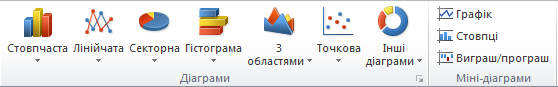 Стовпчаста
Лінійчата
Секторна
Гістограма
З
областями
Точкова
Інші
діаграми
Діаграми
Графік
Стовпці
Виграш/програш
Міні-діаграми